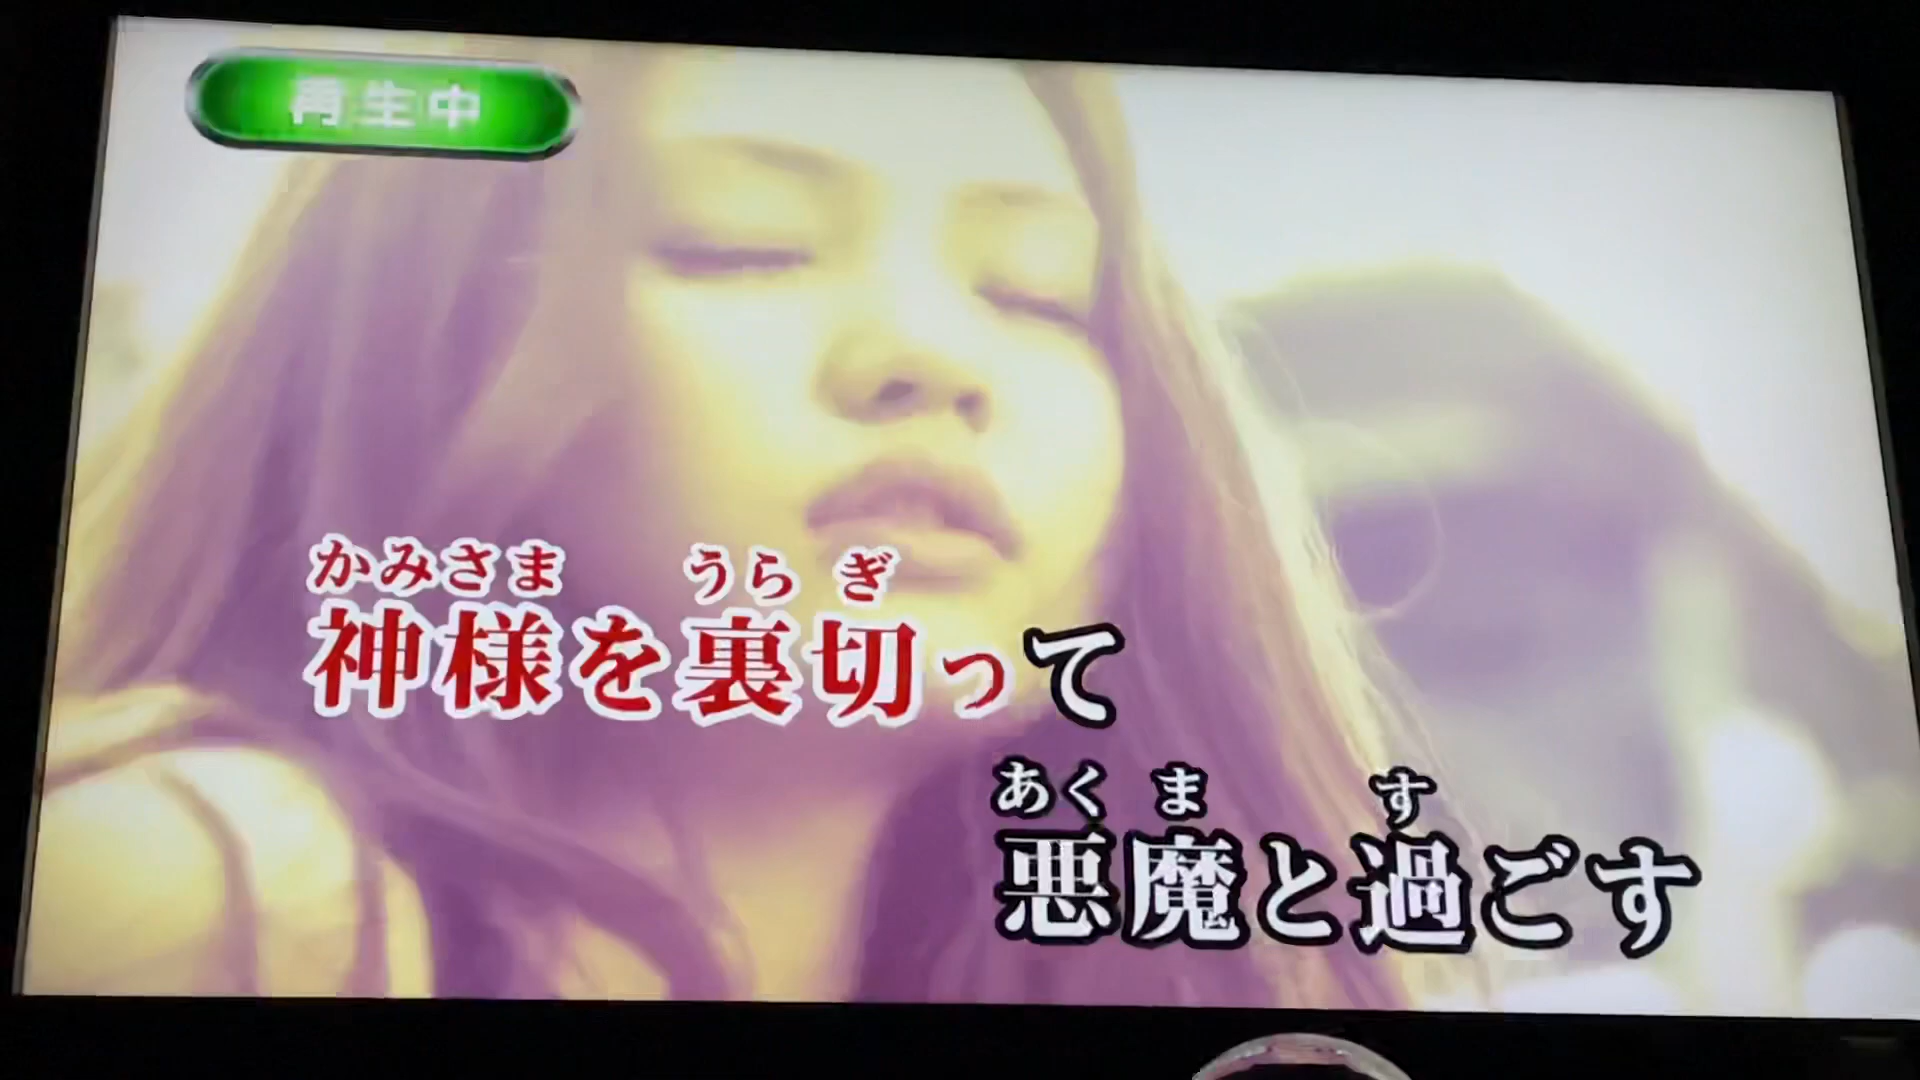 再生中
かみさま うらぎ
神様を裏切って
あくま す
悪魔と過ごす